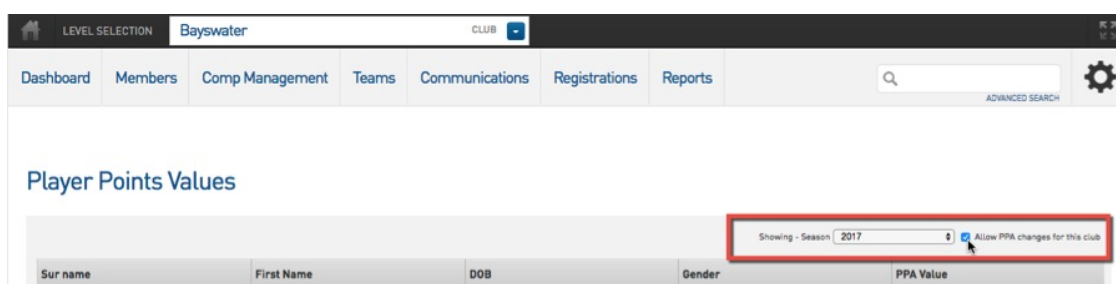 LEVEL SELECTION Bayswater CLUB
Dashboard Members Comp Management Teams Communications Registrations Reports
ADVANCED SEARCH
Player Points Values
Showing - Season 2017 Allow PPA changes for this club
Sur name First Name DOB Gender PPA Value